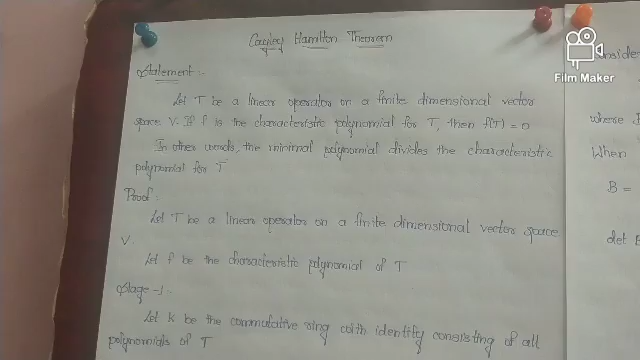 Cayley Hamilton Theorem
Statement :-
Let T be a linear operator on a finite dimensional vector
space V. If f is the characteristic polynomial for T, then f(T) = 0
In other words, the minimal polynomial divides the characteristic
polynomial for T
Proof :
Let T be a linear operator on a finite dimensional vector space
V.
Let f be the characteristic polynomial of T
Stage -1 :-
Let K be the commutative ring with identity consisting of all
polynomials of T
Film Maker
where
When
B =
det B